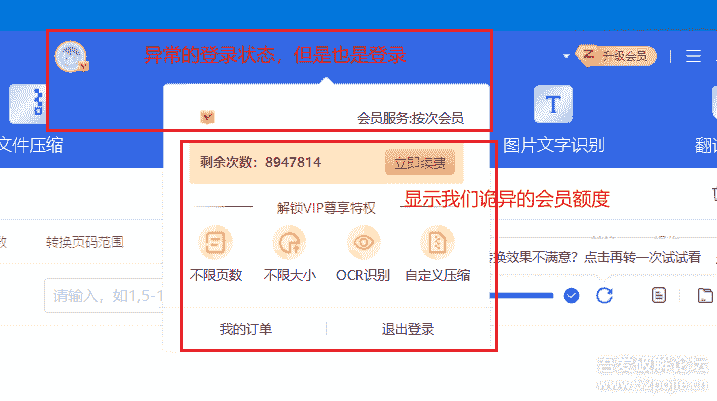 异常的登录状态，但是也是登录
升级会员
会员服务:按次会员
文件压缩
图片文字识别
剩余次数：8947814
立即续费
显示我们诡异的会员额度
解锁VIP尊享特权
转换页码范围
换效果不满意？点击再转一次试试看
不限页数
不限大小
OCR识别
自定义压缩
请输入，如1,5-1
我的订单
退出登录
吾爱破解论坛
www.52pojie.cn